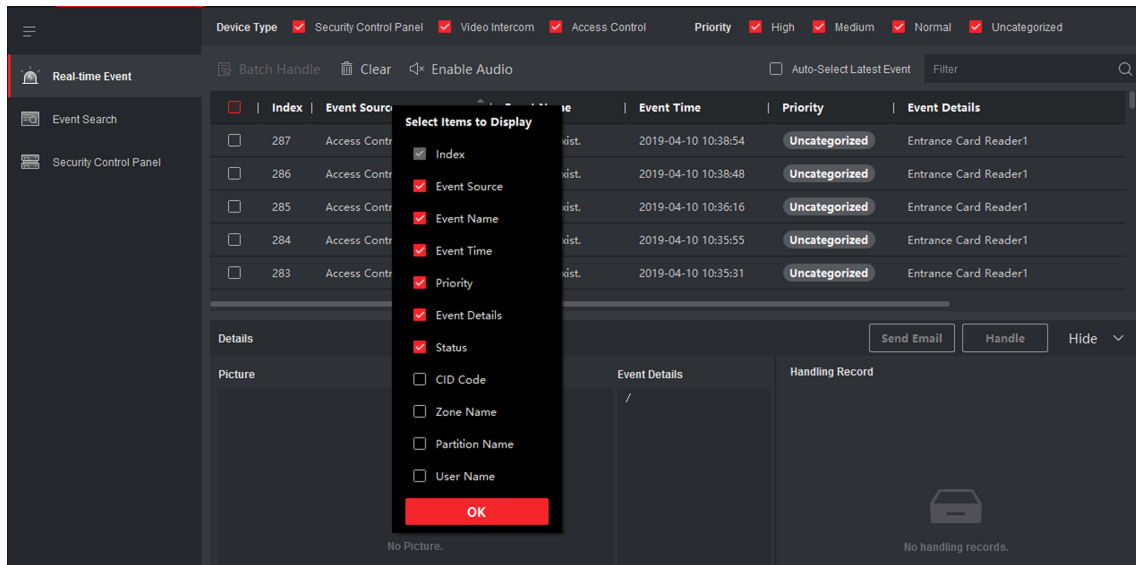 Device Type Security Control Panel Video Intercom Access Control Priority High Medium Normal Uncategorized
Real-time Event
Event Search
Security Control Panel
Batch Handle Clear Enable Audio Auto-Select Latest Event Filter
Index Event Source me Event Time Priority Event Details
287 Access Contr xist. 2019-04-10 10:38:54 Uncategorized Entrance Card Reader1
286 Access Contr xist. 2019-04-10 10:38:48 Uncategorized Entrance Card Reader1
285 Access Contr xist. 2019-04-10 10:36:16 Uncategorized Entrance Card Reader1
284 Access Contr xist. 2019-04-10 10:35:55 Uncategorized Entrance Card Reader1
283 Access Contr xist. 2019-04-10 10:35:31 Uncategorized Entrance Card Reader1
Select Items to Display
Index
Event Source
Event Name
Event Time
Priority
Event Details
Status
CID Code
Zone Name
Partition Name
User Name
OK
Details Send Email Handle Hide
Picture Event Details Handling Record
/
No Picture.
No handling records.